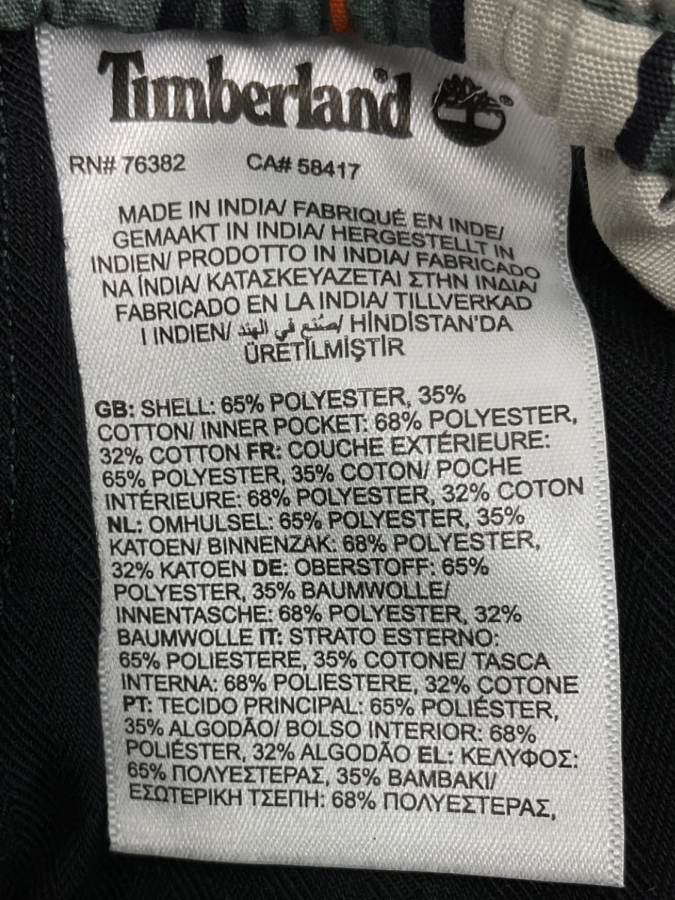 Timberland®
RN# 76382 CA# 58417
MADE IN INDIA/ FABRIQUÉ EN INDE/
GEMAAKT IN INDIA/ HERGESTELLT IN
INDIEN/ PRODOTTO IN INDIA/ FABRICADO
NA ÍNDIA/ ΚΑΤΑΣΚΕΥΑΖΕΤΑΙ ΣΤΗΝ ΙΝΔΙΑ/
FABRICADO EN LA INDIA/ TILLVERKAD
I INDIEN/ صُنّع في الهند/ HİNDİSTAN'DA
ÜRETİLMİŞTİR
GB: SHELL: 65% POLYESTER, 35%
COTTON/ INNER POCKET: 68% POLYESTER,
32% COTTON FR: COUCHE EXTÉRIEURE:
65% POLYESTER, 35% COTON/ POCHE
INTÉRIEURE: 68% POLYESTER, 32% COTON
NL: OMHULSEL: 65% POLYESTER, 35%
KATOEN/ BINNENZAK: 68% POLYESTER,
32% KATOEN DE: OBERSTOFF: 65%
POLYESTER, 35% BAUMWOLLE/
INNENTASCHE: 68% POLYESTER, 32%
BAUMWOLLE IT: STRATO ESTERNO:
65% POLIESTERE, 35% COTONE/ TASCA
INTERNA: 68% POLIESTERE, 32% COTONE
PT: TECIDO PRINCIPAL: 65% POLIÉSTER,
35% ALGODÃO/ BOLSO INTERIOR: 68%
POLIÉSTER, 32% ALGODÃO EL: ΚΕΛΥΦΟΣ:
65% ΠΟΛΥΕΣΤΕΡΑΣ, 35% ΒΑΜΒΑΚΙ/
ΕΣΩΤΕΡΙΚΗ ΤΣΕΠΗ: 68% ΠΟΛΥΕΣΤΕΡΑΣ,